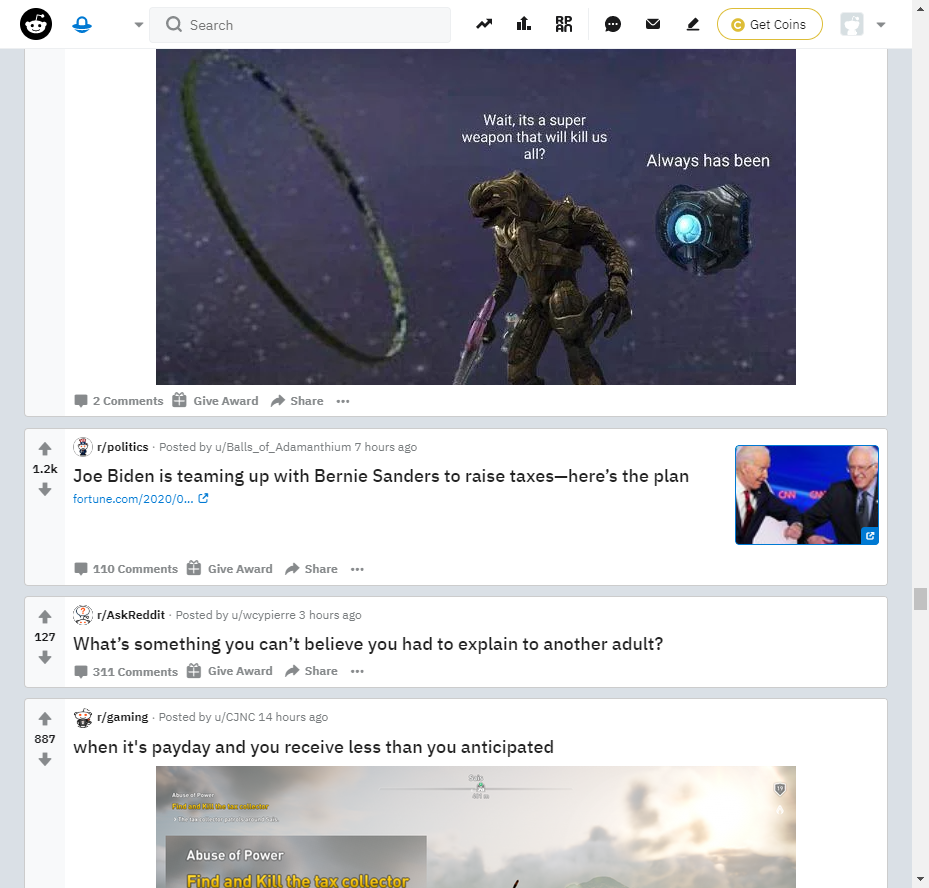 Search
Get Coins
Wait, its a super
weapon that will kill us
all?
Always has been
2 Comments Give Award Share
r/politics · Posted by u/Balls_of_Adamanthium 7 hours ago
1.2k
Joe Biden is teaming up with Bernie Sanders to raise taxes—here’s the plan
fortune.com/2020/0...
CNN
110 Comments Give Award Share
r/AskReddit · Posted by u/wcypierre 3 hours ago
127
What’s something you can’t believe you had to explain to another adult?
311 Comments Give Award Share
r/gaming · Posted by u/CJNC 14 hours ago
887
when it's payday and you receive less than you anticipated
Sais
Abuse of Power
Find and Kill the tax collector
19
Abuse of Power
Find and Kill the tax collector